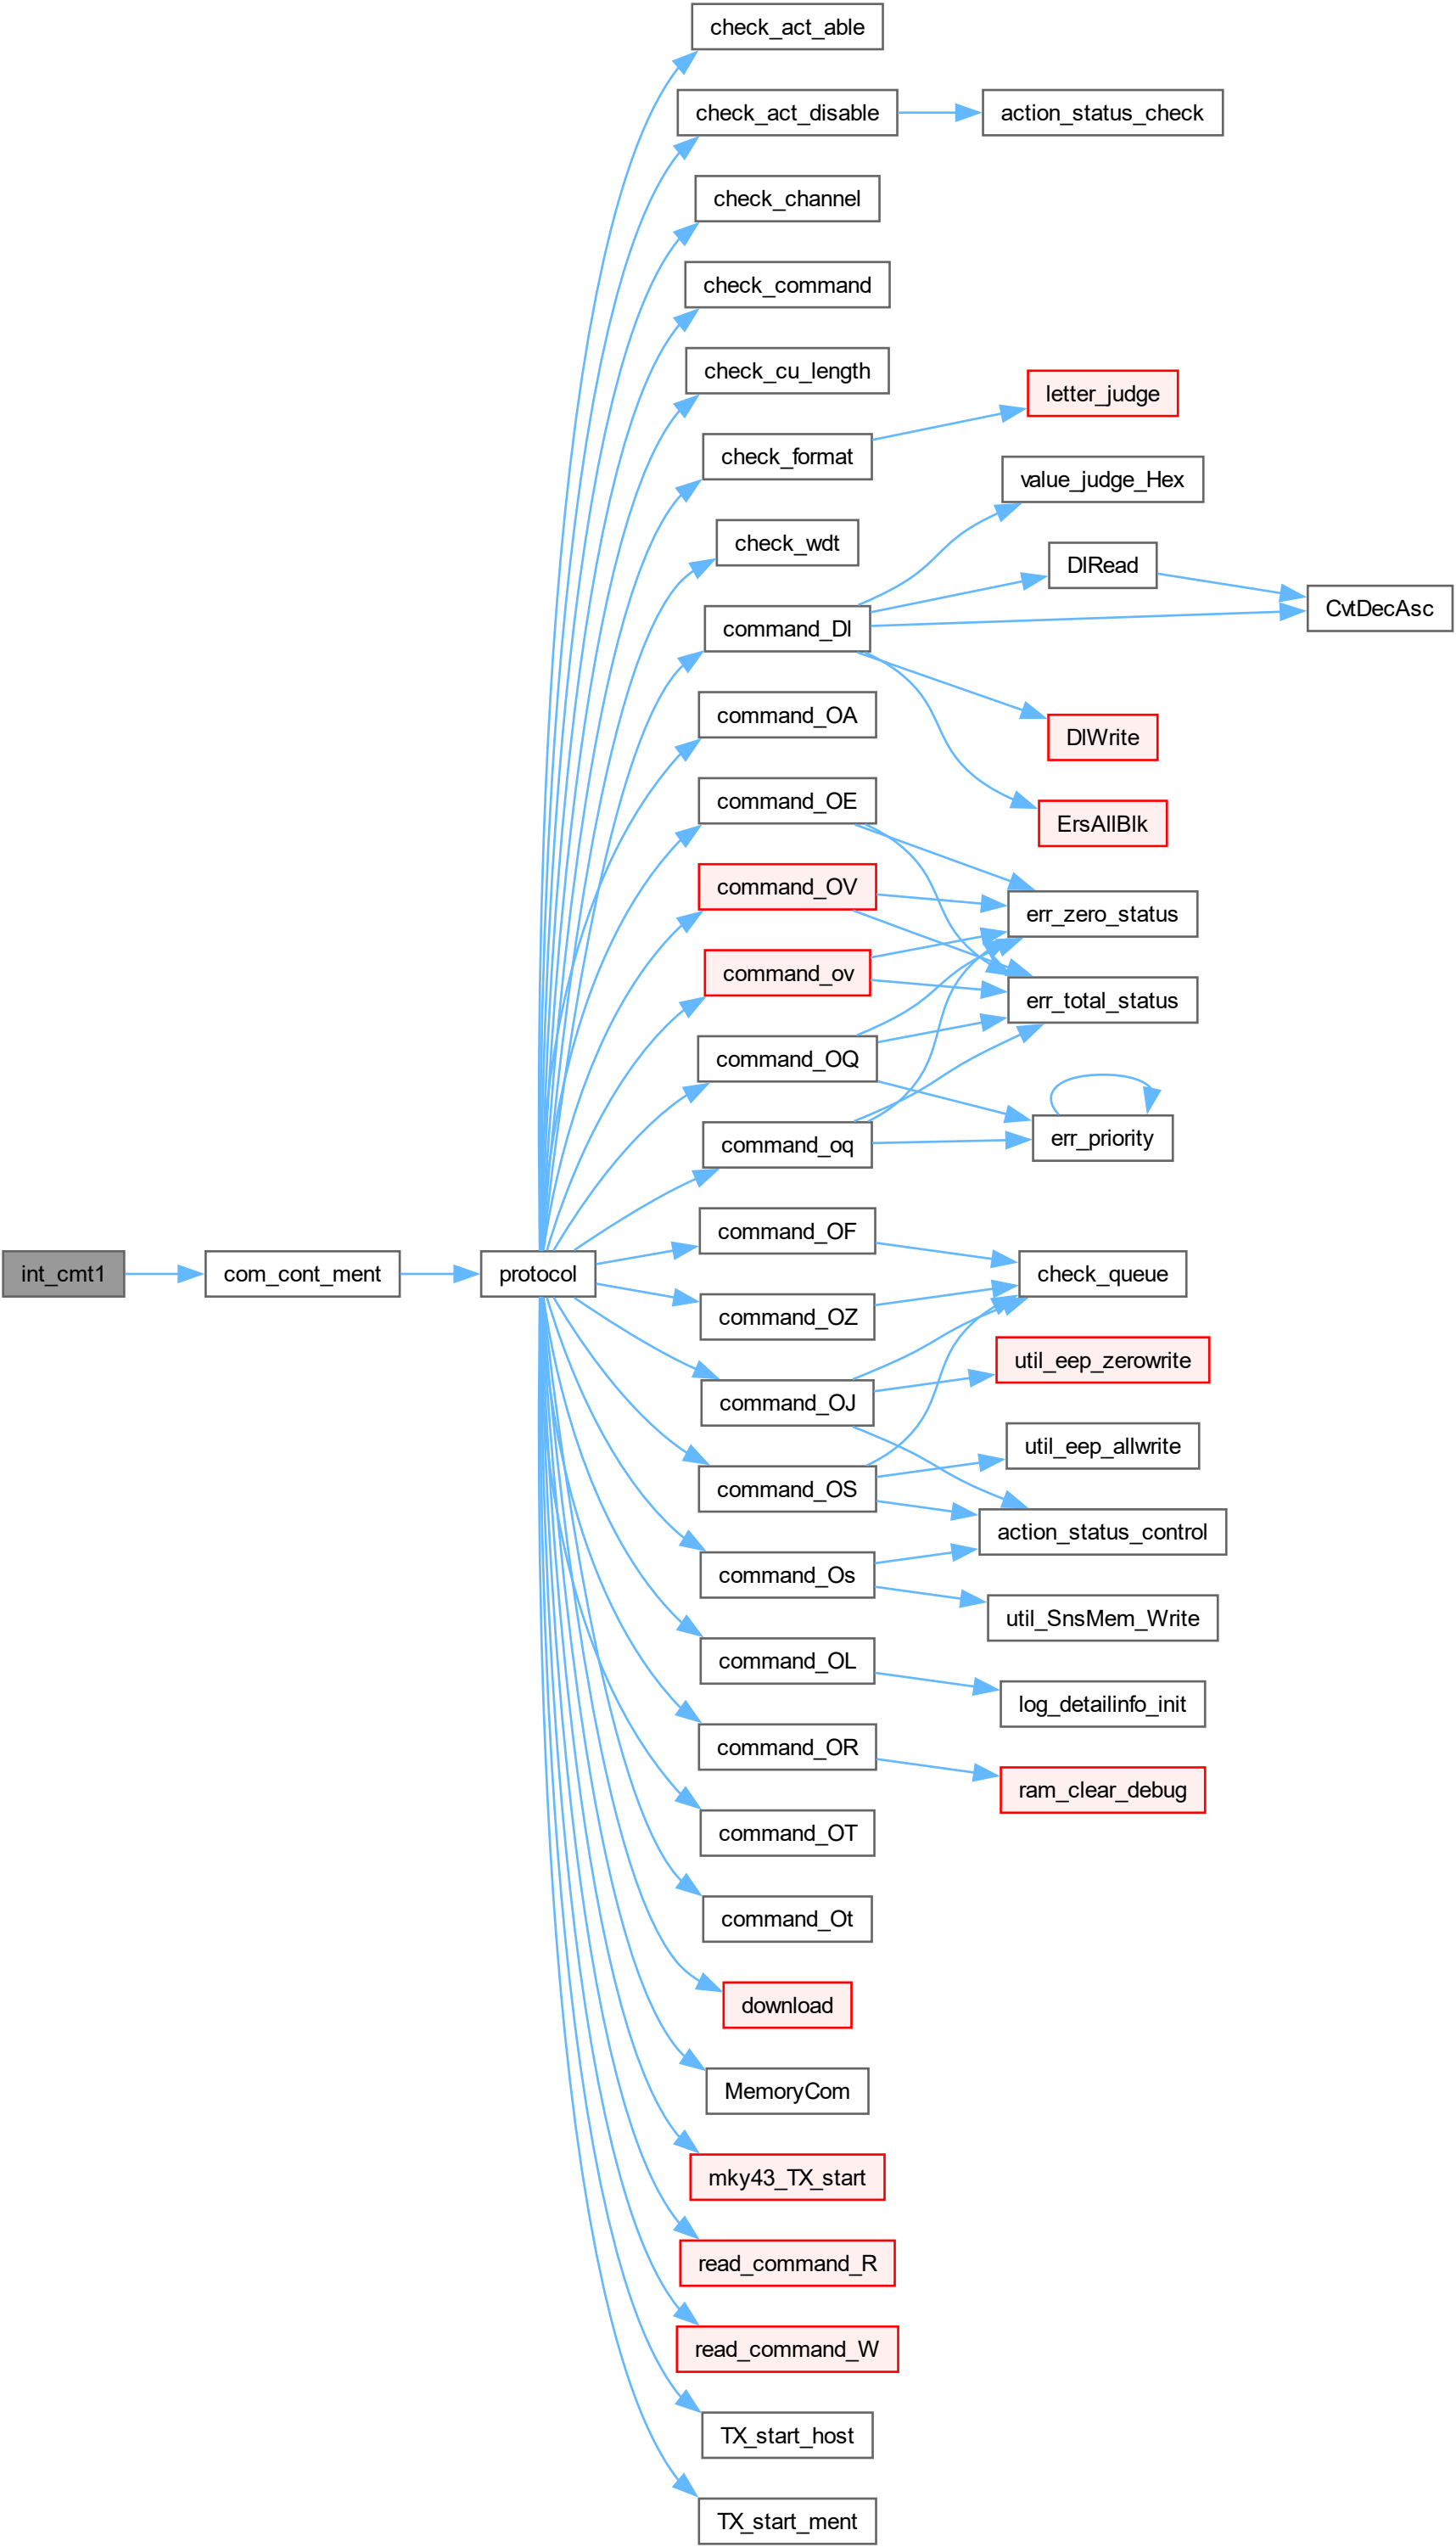 check_act_able
check_act_disable
action_status_check
check_channel
check_command
check_cu_length
letter_judge
check_format
value_judge_Hex
check_wdt
DlRead
CvtDecAsc
command_Dl
command_OA
DlWrite
command_OE
ErsAllBlk
command_OV
err_zero_status
command_ov
err_total_status
command_OQ
command_oq
err_priority
command_OF
int_cmt1
com_cont_ment
protocol
check_queue
command_OZ
util_eep_zerowrite
command_OJ
util_eep_allwrite
command_OS
action_status_control
command_Os
util_SnsMem_Write
command_OL
log_detailinfo_init
command_OR
ram_clear_debug
command_OT
command_Ot
download
MemoryCom
mky43_TX_start
read_command_R
read_command_W
TX_start_host
TX_start_ment